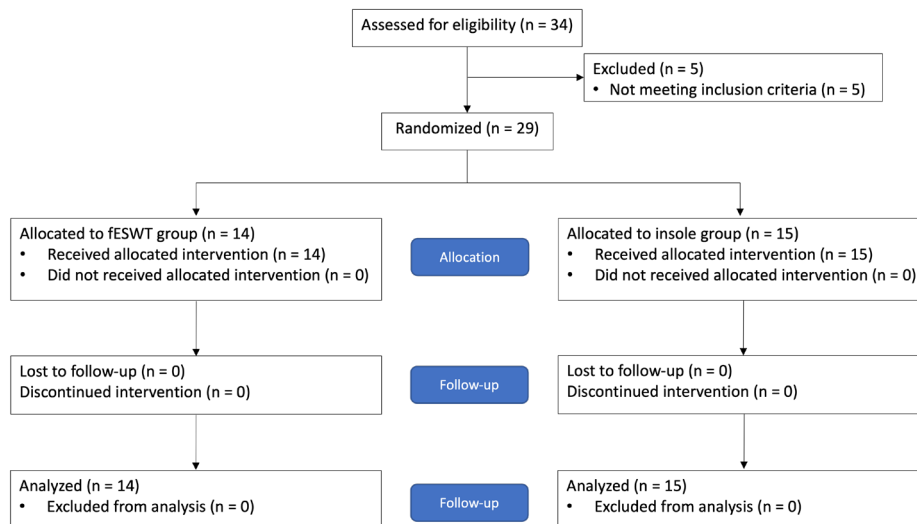 Assessed for eligibility (n = 34)
Excluded (n = 5)
• Not meeting inclusion criteria (n = 5)
Randomized (n = 29)
Allocated to fESWT group (n = 14)
• Received allocated intervention (n = 14)
• Did not received allocated intervention (n = 0)
Allocation
Allocated to insole group (n = 15)
• Received allocated intervention (n = 15)
• Did not received allocated intervention (n = 0)
Lost to follow-up (n = 0)
Discontinued intervention (n = 0)
Follow-up
Lost to follow-up (n = 0)
Discontinued intervention (n = 0)
Analyzed (n = 14)
• Excluded from analysis (n = 0)
Follow-up
Analyzed (n = 15)
• Excluded from analysis (n = 0)